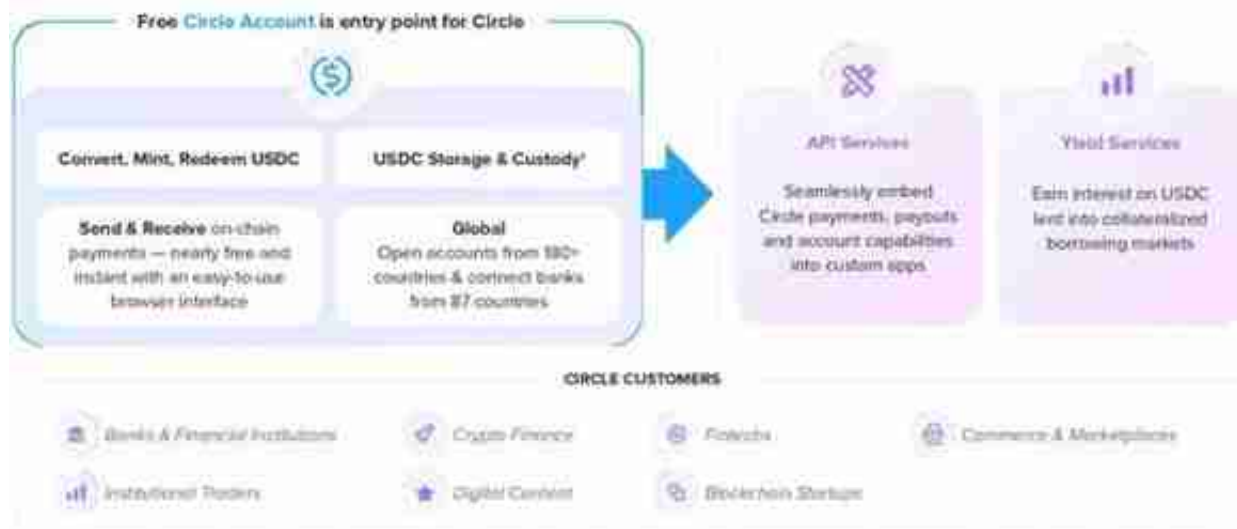 Free Circle Account is entry point for Circle
Convert, Mint, Redeem USDC
USDC Storage & Custody¹
Send & Receive on-chain
payments — nearly free and
instant with an easy-to-use
browser interface
Global
Open accounts from 180+
countries & connect banks
from 87 countries
API Services
Seamlessly embed
Circle payments, payouts
and account capabilities
into custom apps
Yield Services
Earn interest on USDC
lent into collateralized
borrowing markets
CIRCLE CUSTOMERS
Banks & Financial Institutions
Crypto Finance
Fintechs
Commerce & Marketplaces
Institutional Traders
Digital Content
Blockchain Startups